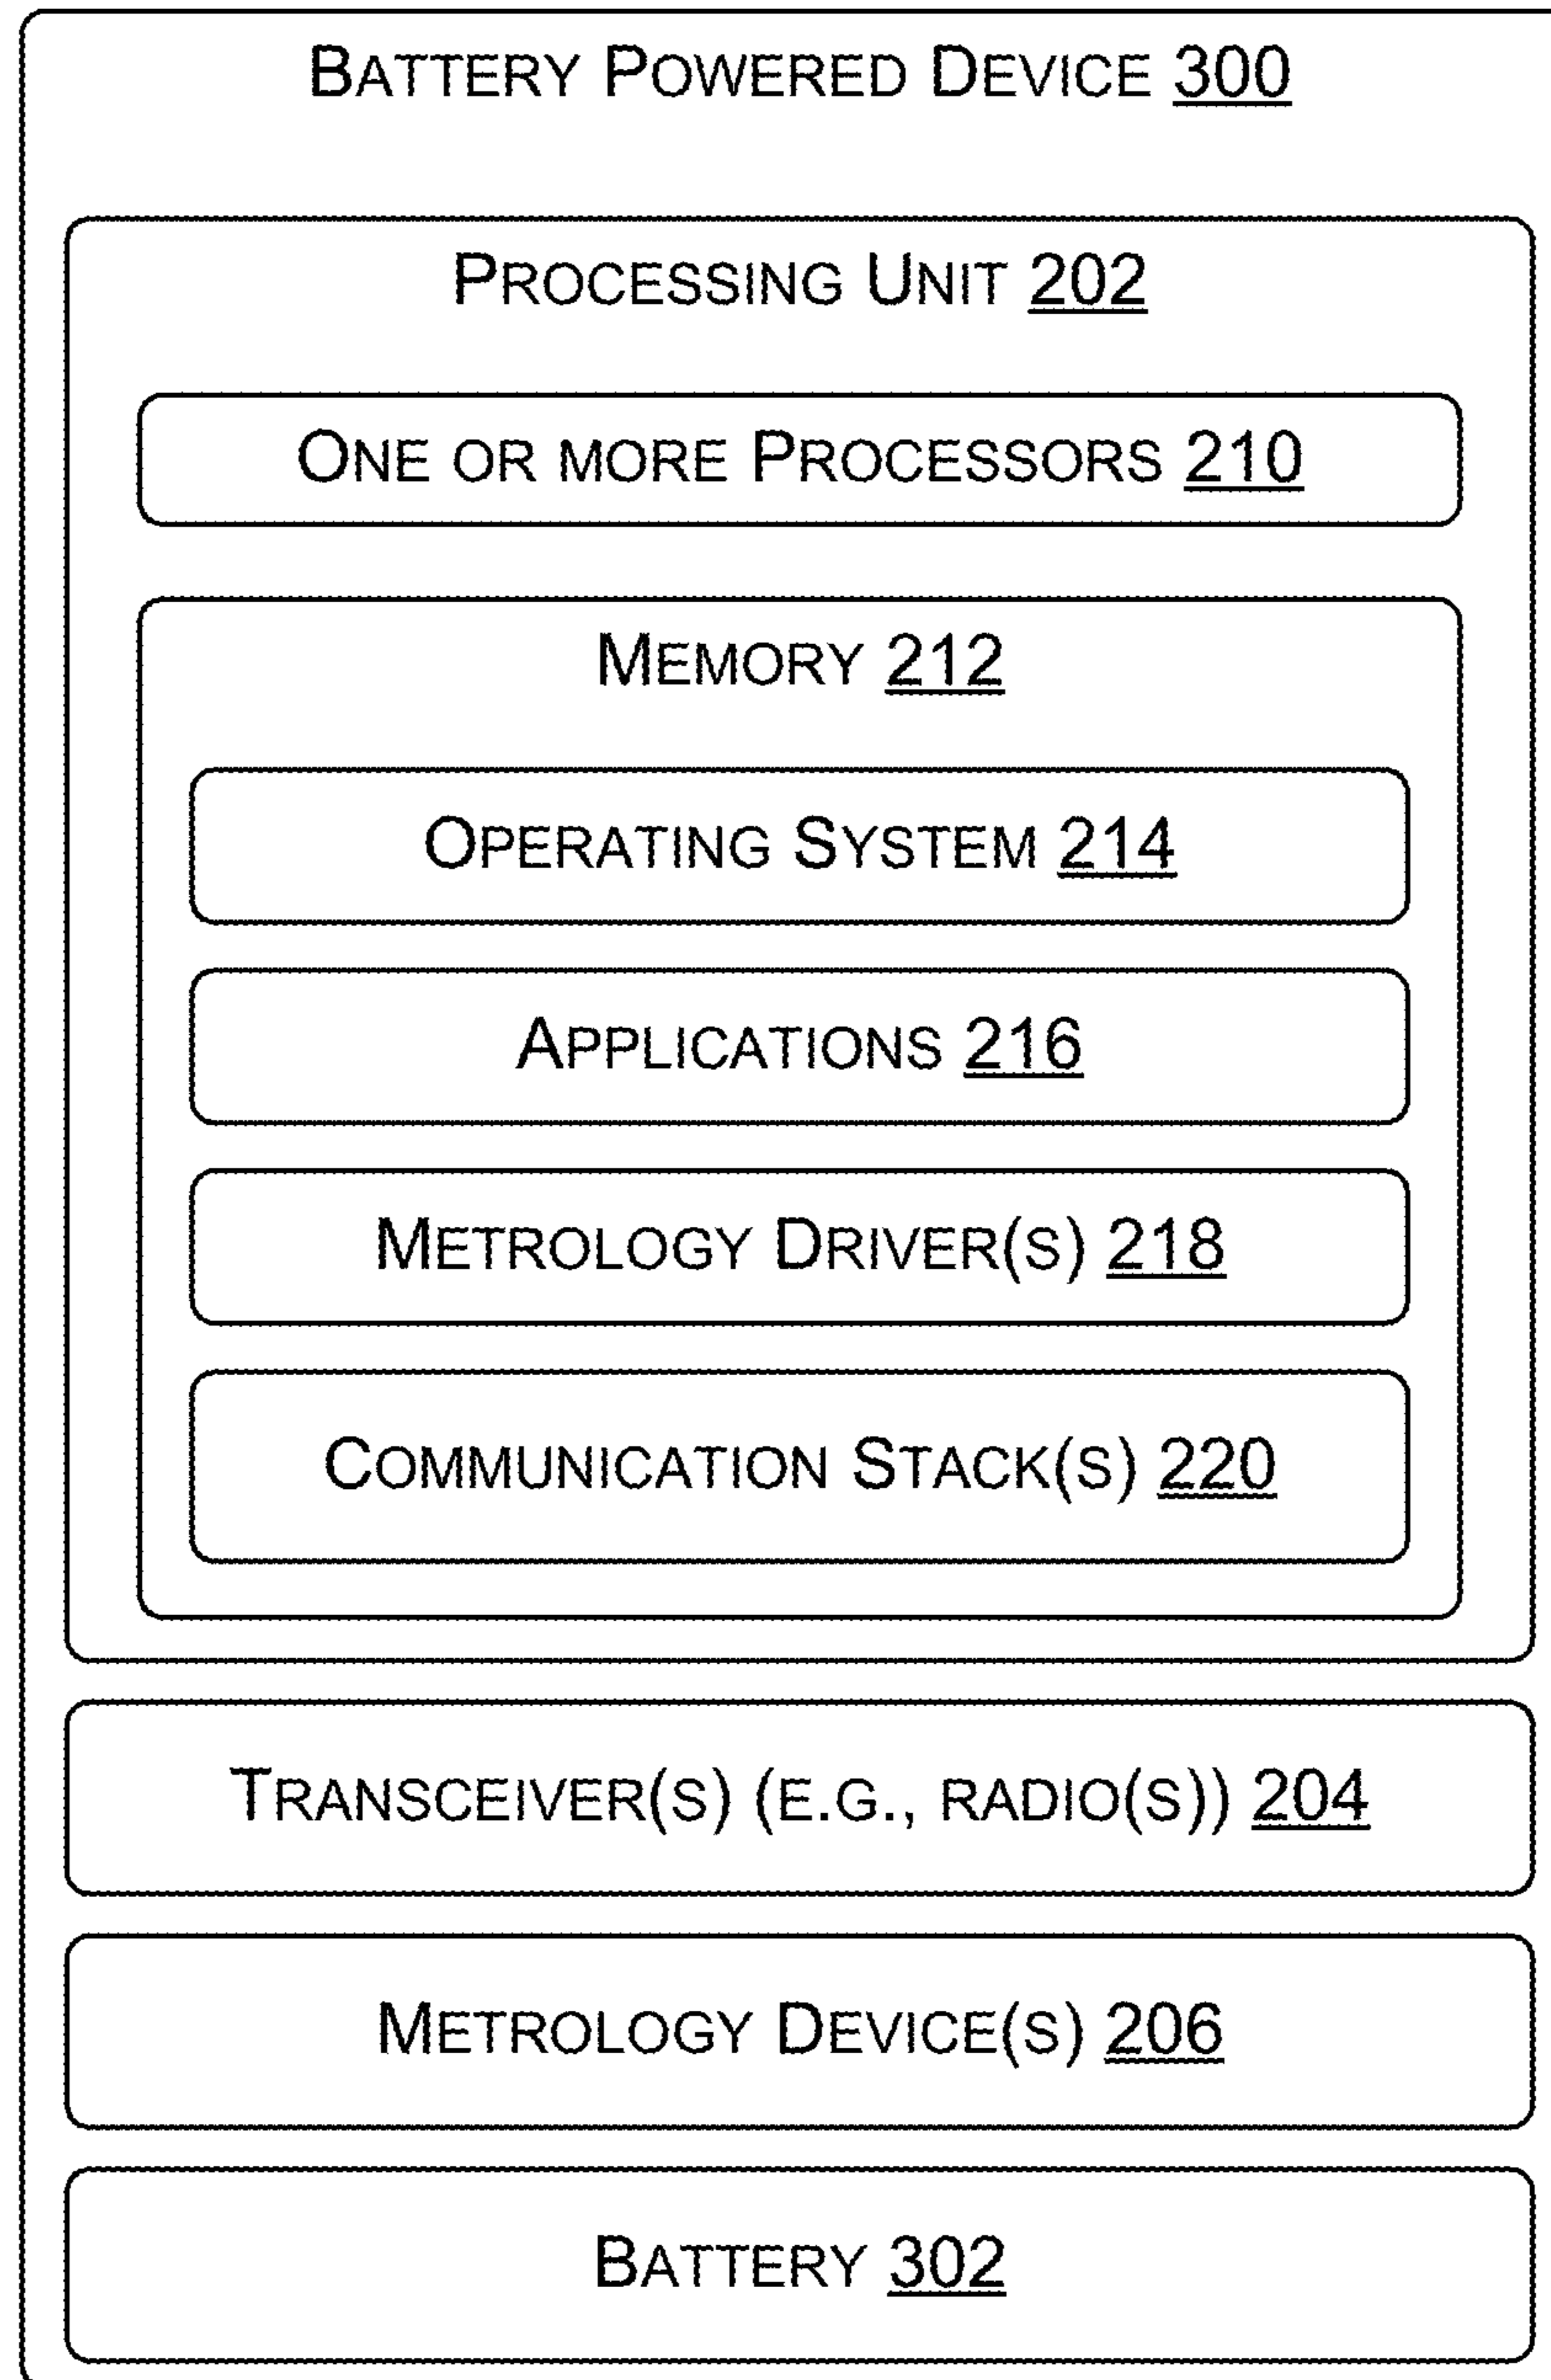 BATTERY POWERED DEVICE 300
PROCESSING UNIT 202
ONE OR MORE PROCESSORS 210
MEMORY 212
OPERATING SYSTEM 214
APPLICATIONS 216
METROLOGY DRIVER(S) 218
COMMUNICATION STACK(S) 220
TRANSCEIVER(S) (E.G., RADIO(S)) 204
METROLOGY DEVICE(S) 206
BATTERY 302